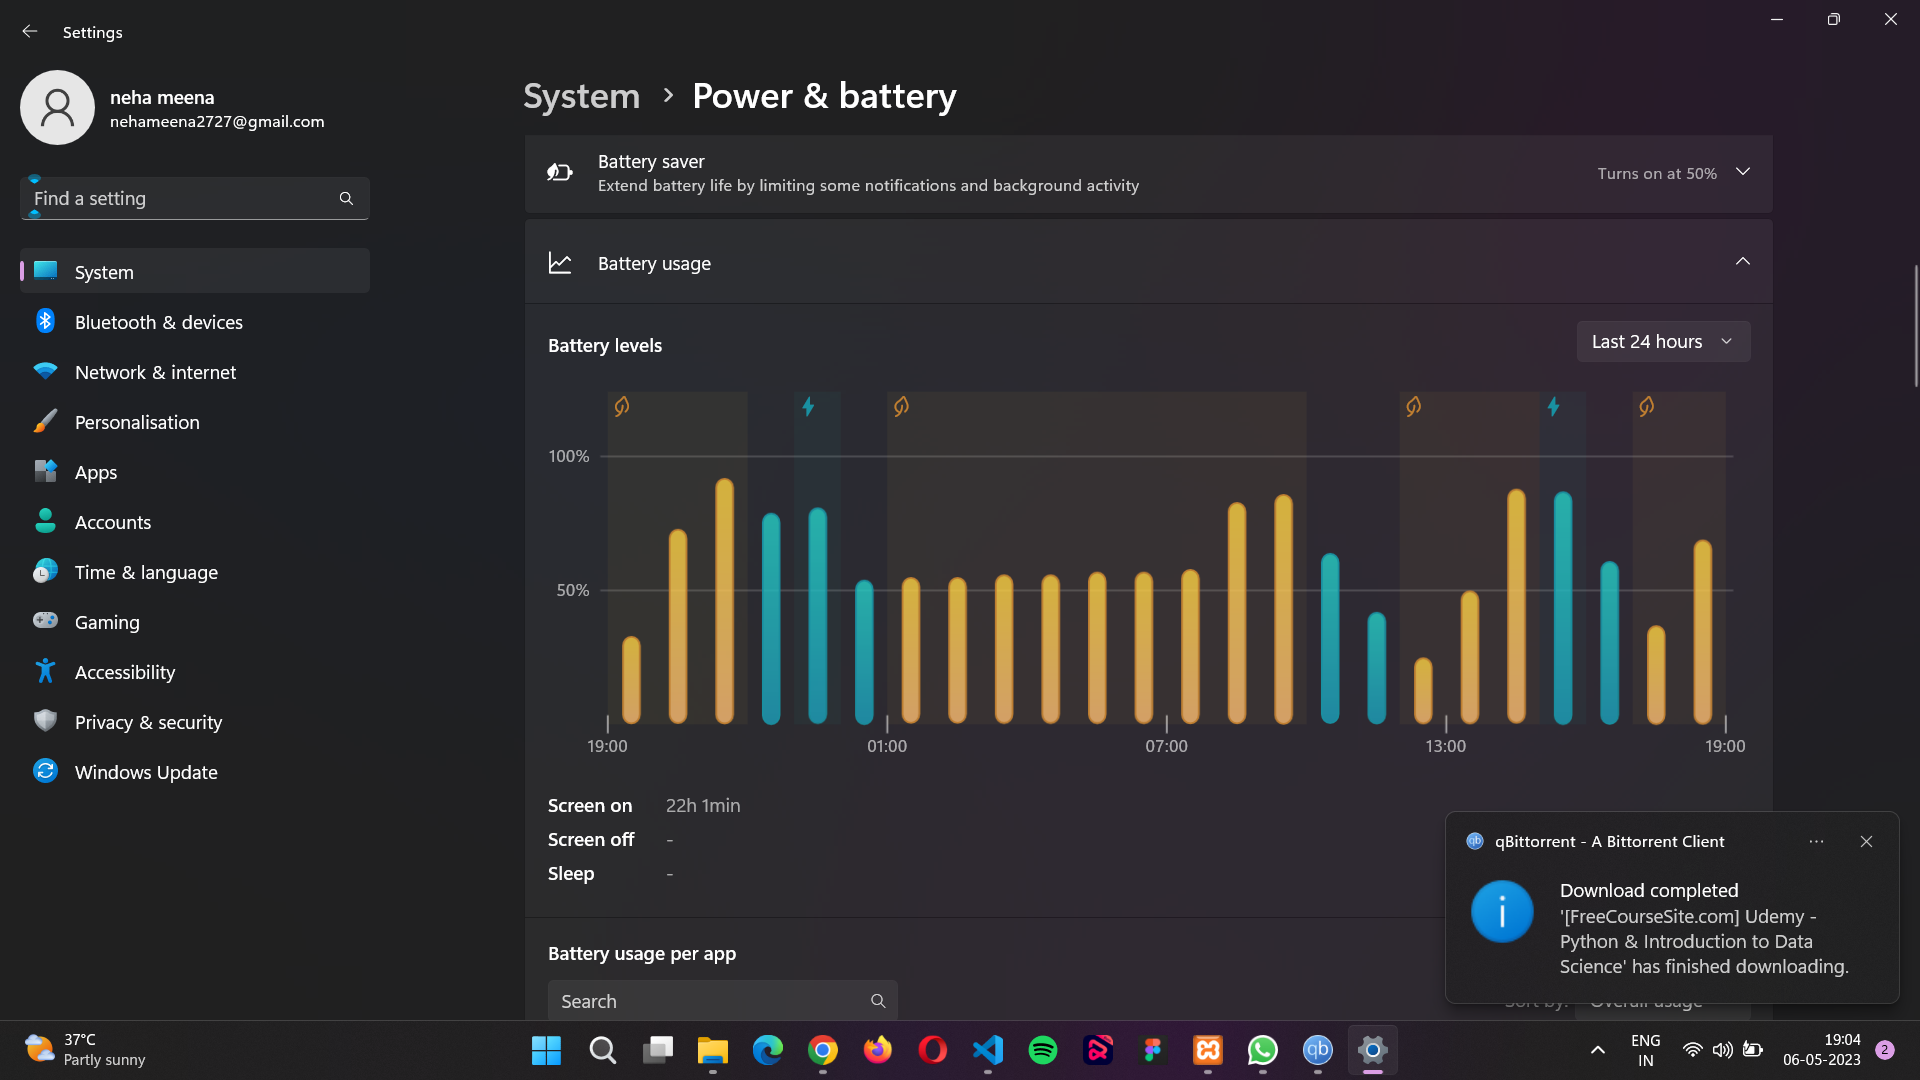 Settings
neha meena
nehameena2727@gmail.com
Find a setting
System
Bluetooth & devices
Network & internet
Personalisation
Apps
Accounts
Time & language
Gaming
Accessibility
Privacy & security
Windows Update
System > Power & battery
Battery saver
Extend battery life by limiting some notifications and background activity
Turns on at 50%
Battery usage
Battery levels
Last 24 hours
100%
50%
19:00 01:00 07:00 13:00 19:00
Screen on 22h 1min
Screen off -
Sleep -
Battery usage per app
Search
Sort by: Overall usage
qb qBittorrent - A Bittorrent Client
Download completed
'[FreeCourseSite.com] Udemy -
Python & Introduction to Data
Science' has finished downloading.
37°C
Partly sunny
qb
ENG
IN
19:04
06-05-2023
2